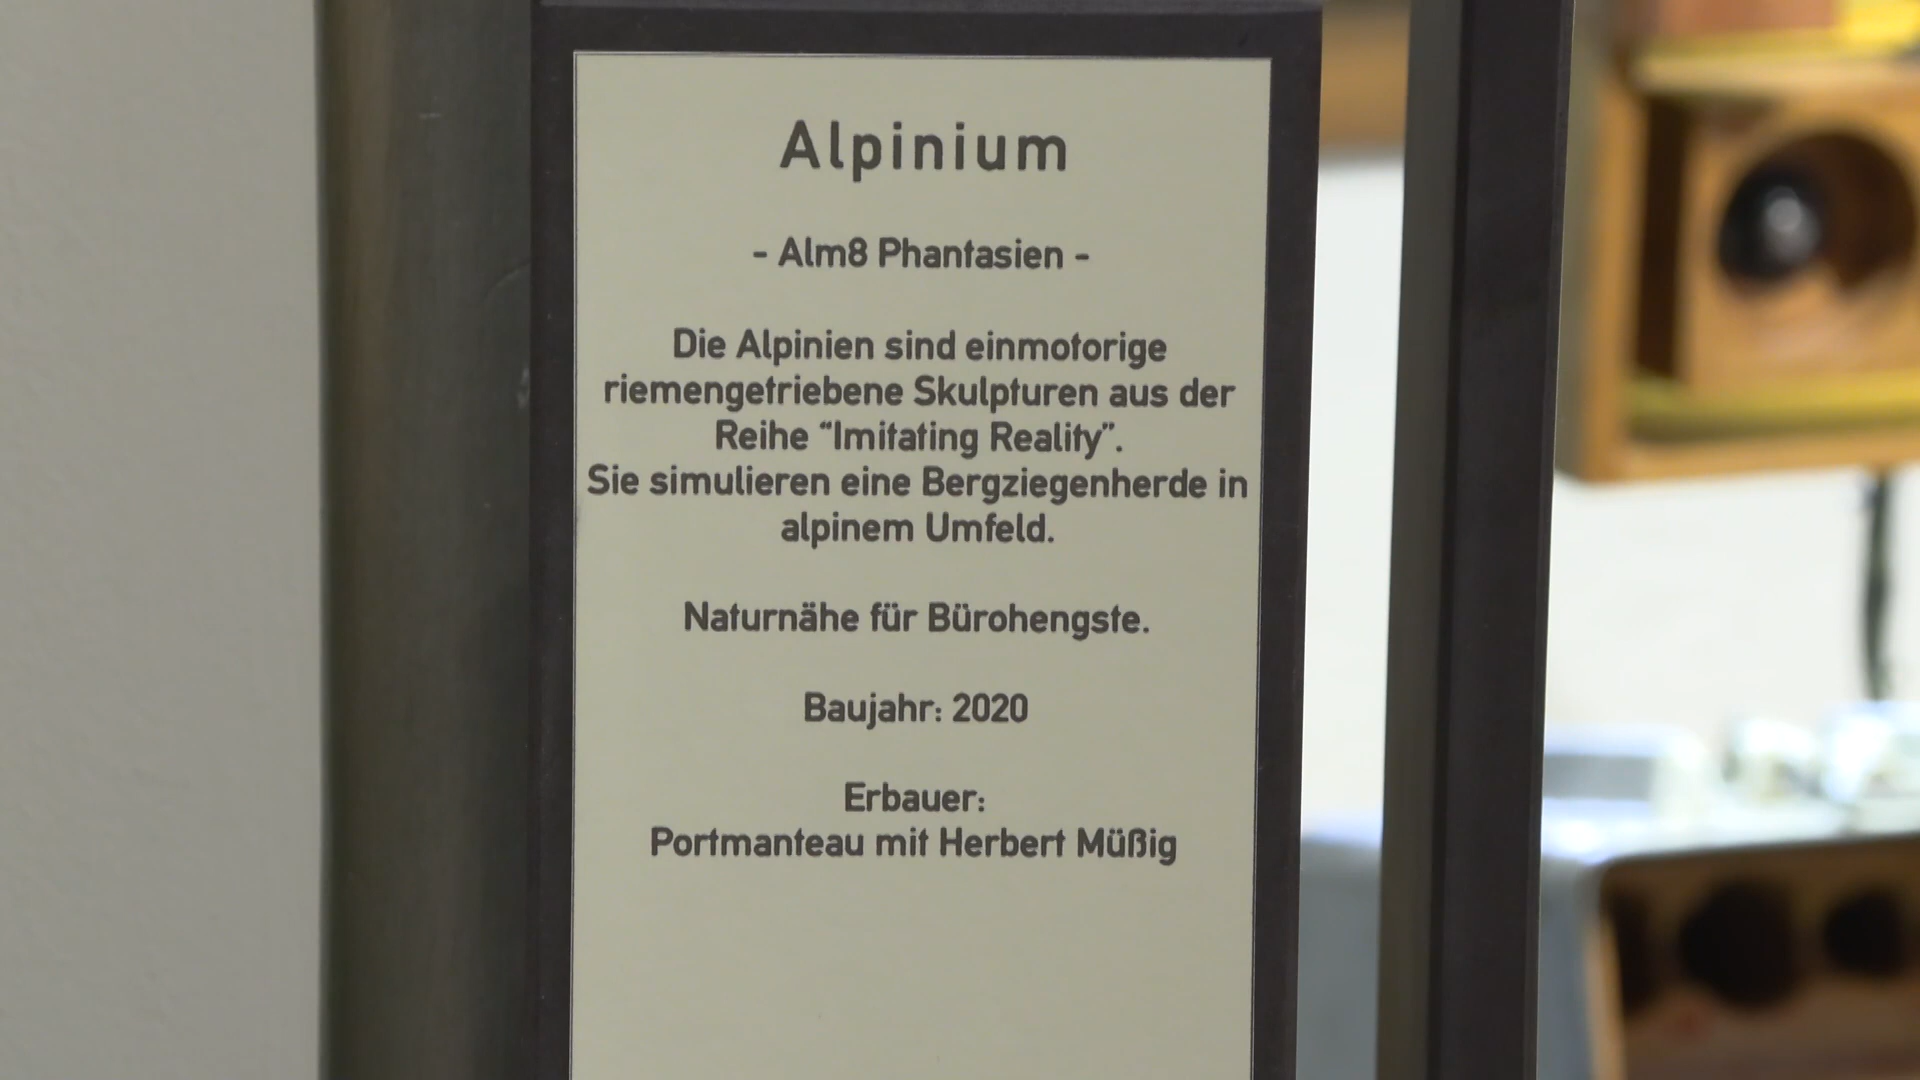 Alpinium
- Alm8 Phantasien -
Die Alpinien sind einmotorige
riemengetriebene Skulpturen aus der
Reihe “Imitating Reality”.
Sie simulieren eine Bergziegenherde in
alpinem Umfeld.
Naturnähe für Bürohengste.
Baujahr: 2020
Erbauer:
Portmanteau mit Herbert Müßig